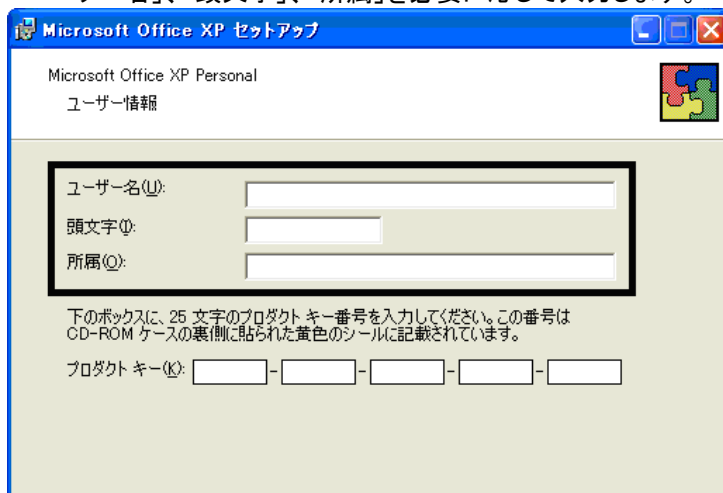 Microsoft Office XP セットアップ
Microsoft Office XP Personal
ユーザー情報
ユーザー名(U):
頭文字(I):
所属(O):
下のボックスに、25 文字のプロダクト キー番号を入力してください。この番号は
CD-ROM ケースの裏側に貼られた黄色のシールに記載されています。
プロダクト キー(K): - - - -